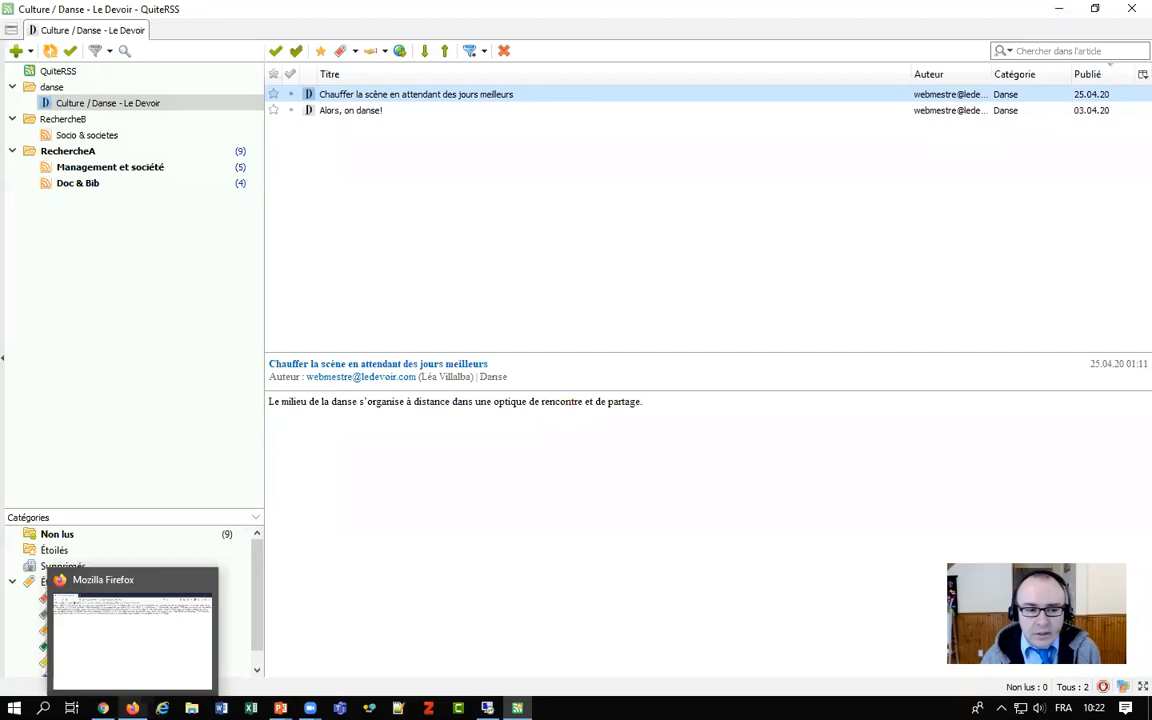 Culture / Danse - Le Devoir - QuiteRSS
Culture / Danse - Le Devoir
Chercher dans l'article
QuiteRSS
danse
Culture / Danse - Le Devoir
RechercheB
Socio & societes
RechercheA (9)
Management et société (5)
Doc & Bib (4)
Titre Auteur Catégorie Publié
Chauffer la scène en attendant des jours meilleurs webmestre@lede... Danse 25.04.20
Alors, on danse! webmestre@lede... Danse 03.04.20
Chauffer la scène en attendant des jours meilleurs 25.04.20 01:11
Auteur : webmestre@ledevoir.com (Léa Villalba) | Danse
Le milieu de la danse s'organise à distance dans une optique de rencontre et de partage.
Catégories
Non lus (9)
Étoilés
Supprimés
Mozilla Firefox
Non lus : 0 Tous : 2
FRA 10:22